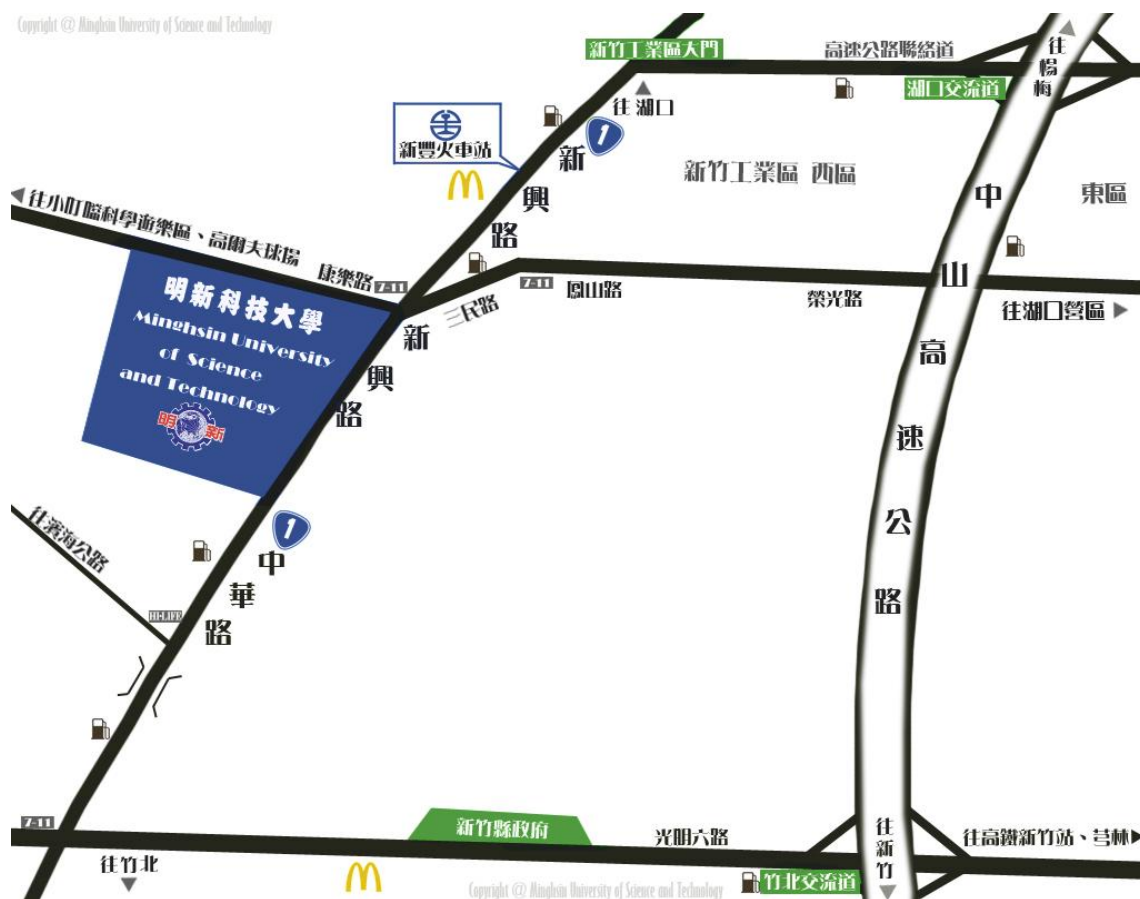 Copyright @ Minghsin University of Science and Technology
新竹工業區大門
高速公路聯絡道
往楊梅
湖口交流道
往湖口
新豐火車站
1
新興路
新竹工業區 西區
東區
往小叮噹科學遊樂區、高爾夫球場
康樂路
7-11
三民路
7-11
鳳山路
榮光路
往湖口營區
中山高速公路
明新科技大學
Minghsin University
of Science
and Technology
明新
新興路
1
中華路
往濱海公路
HI-LIFE
7-11
往竹北
新竹縣政府
光明六路
往新竹
往高鐵新竹站、芎林
竹北交流道
Copyright @ Minghsin University of Science and Technology